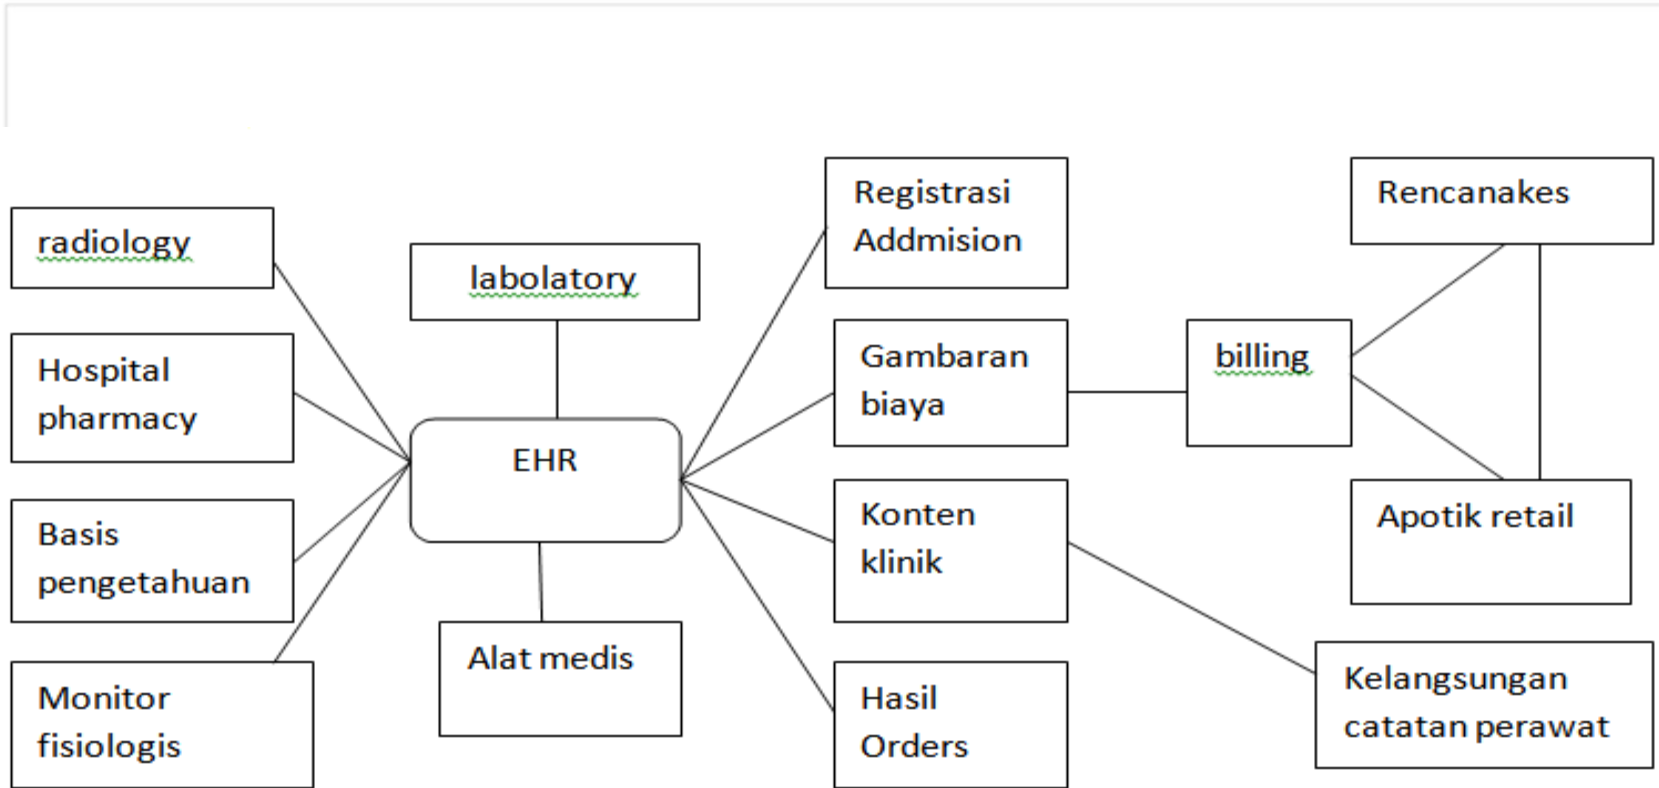 radiology
Hospital
pharmacy
Basis
pengetahuan
Monitor
fisiologis
labolatory
EHR
Alat medis
Registrasi
Addmision
Gambaran
biaya
Konten
klinik
Hasil
Orders
billing
Rencanakes
Apotik retail
Kelangsungan
catatan perawat